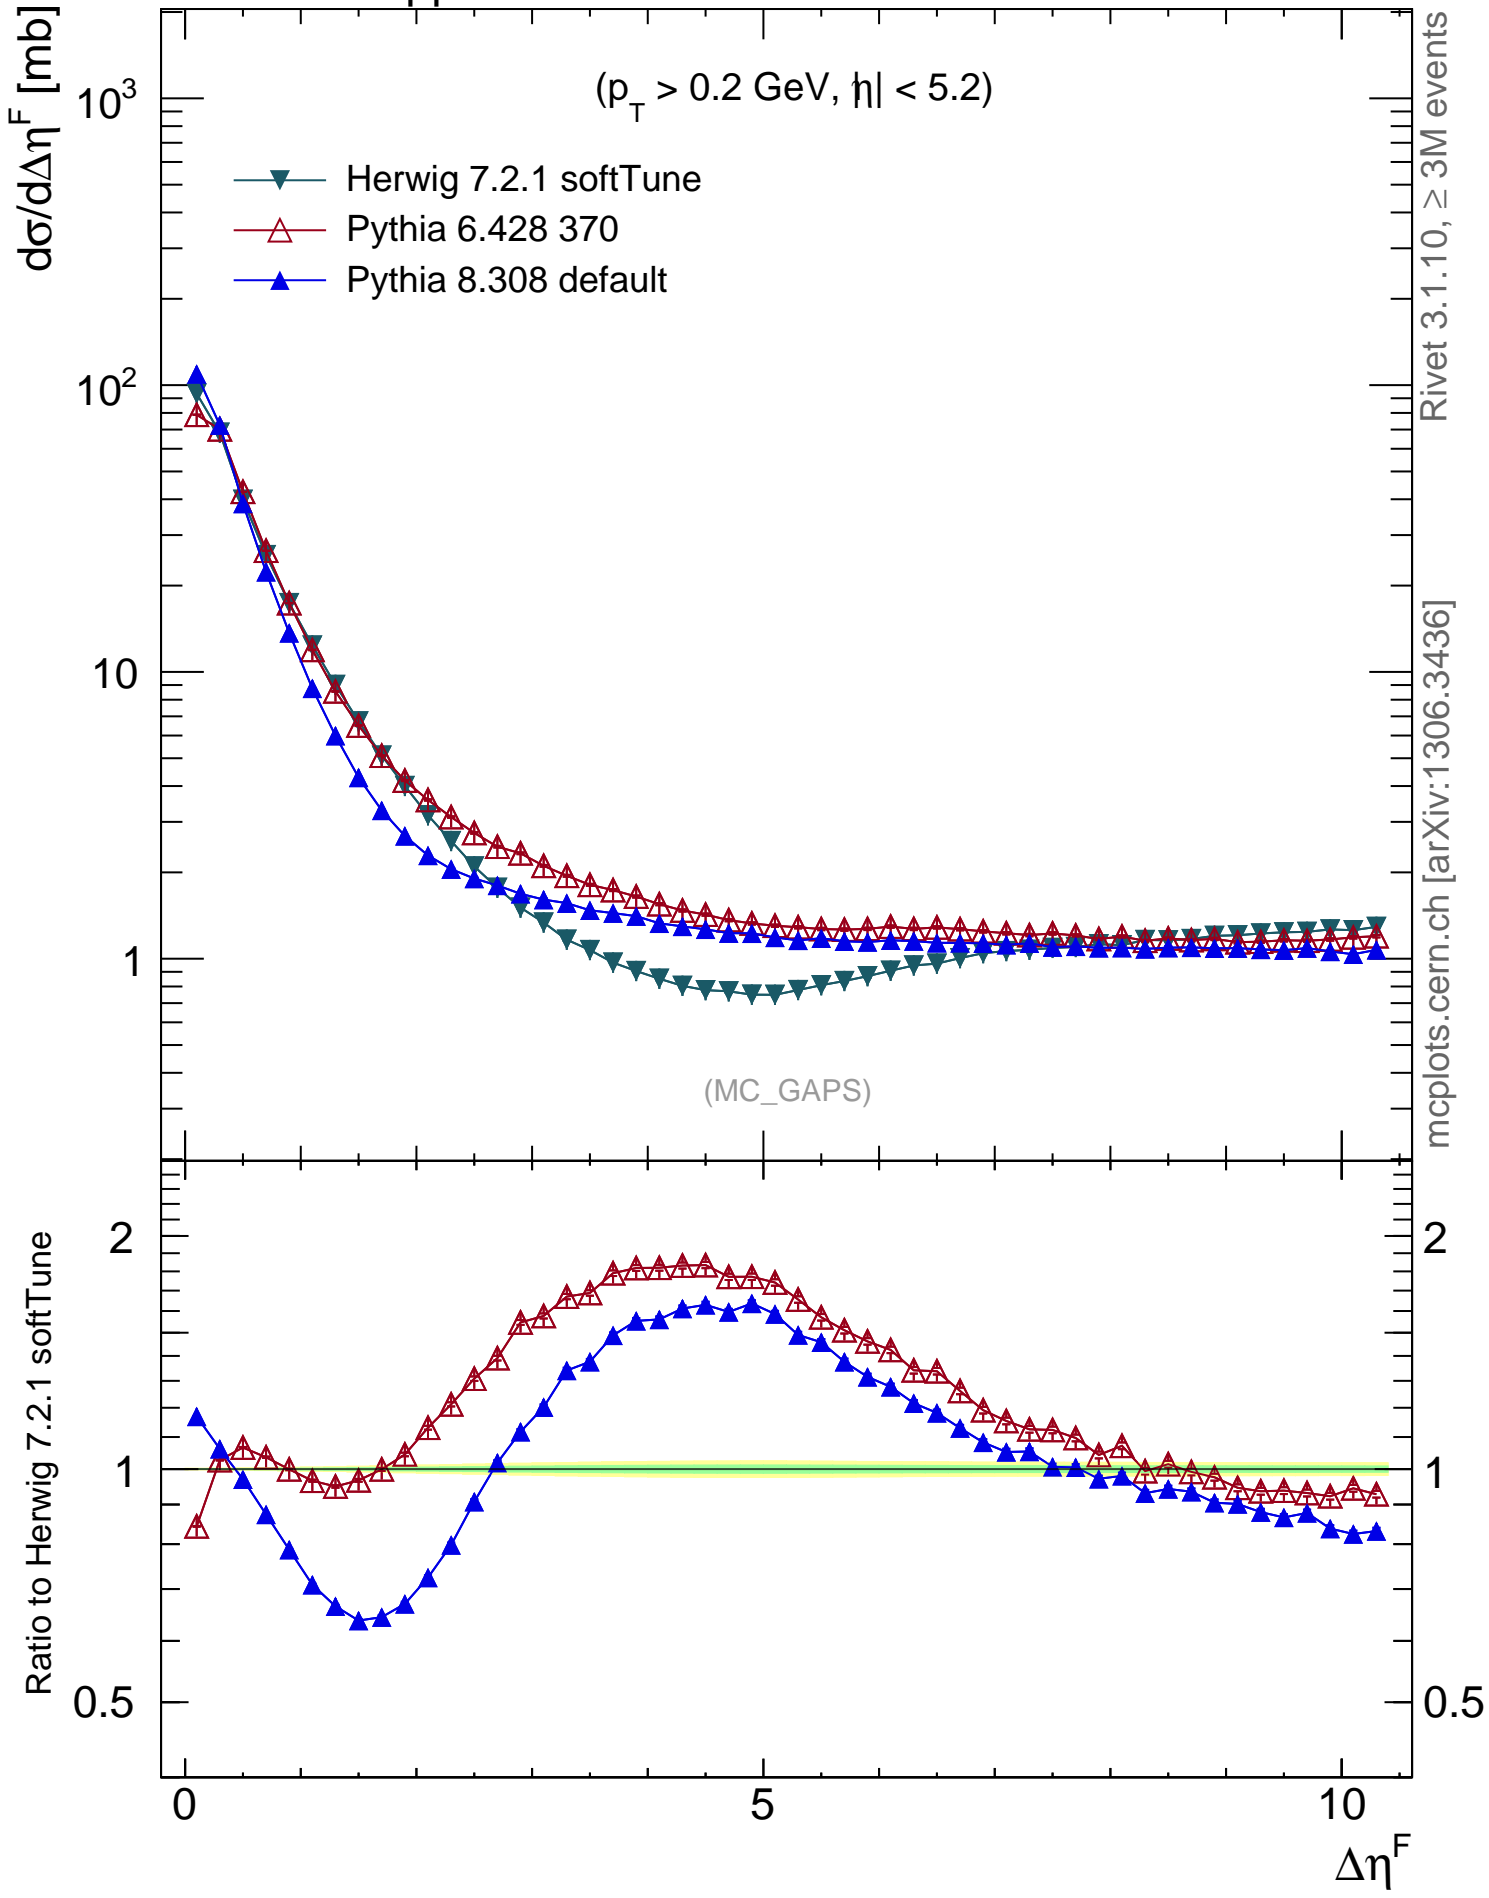 dσ/dΔη^F [mb]
(p_T > 0.2 GeV, |η| < 5.2)
10^3
Herwig 7.2.1 softTune
Pythia 6.428 370
Pythia 8.308 default
10^2
10
1
(MC_GAPS)
Rivet 3.1.10, ≥ 3M events
mcplots.cern.ch [arXiv:1306.3436]
Ratio to Herwig 7.2.1 softTune
2 2
1 1
0.5 0.5
0 5 10
Δη^F